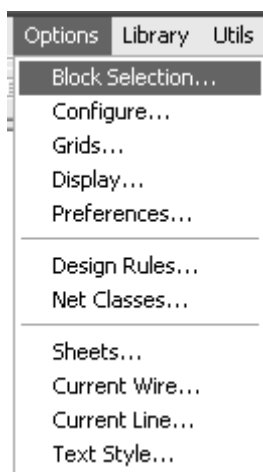 Options Library Utils
Block Selection...
Configure...
Grids...
Display...
Preferences...
Design Rules...
Net Classes...
Sheets...
Current Wire...
Current Line...
Text Style...